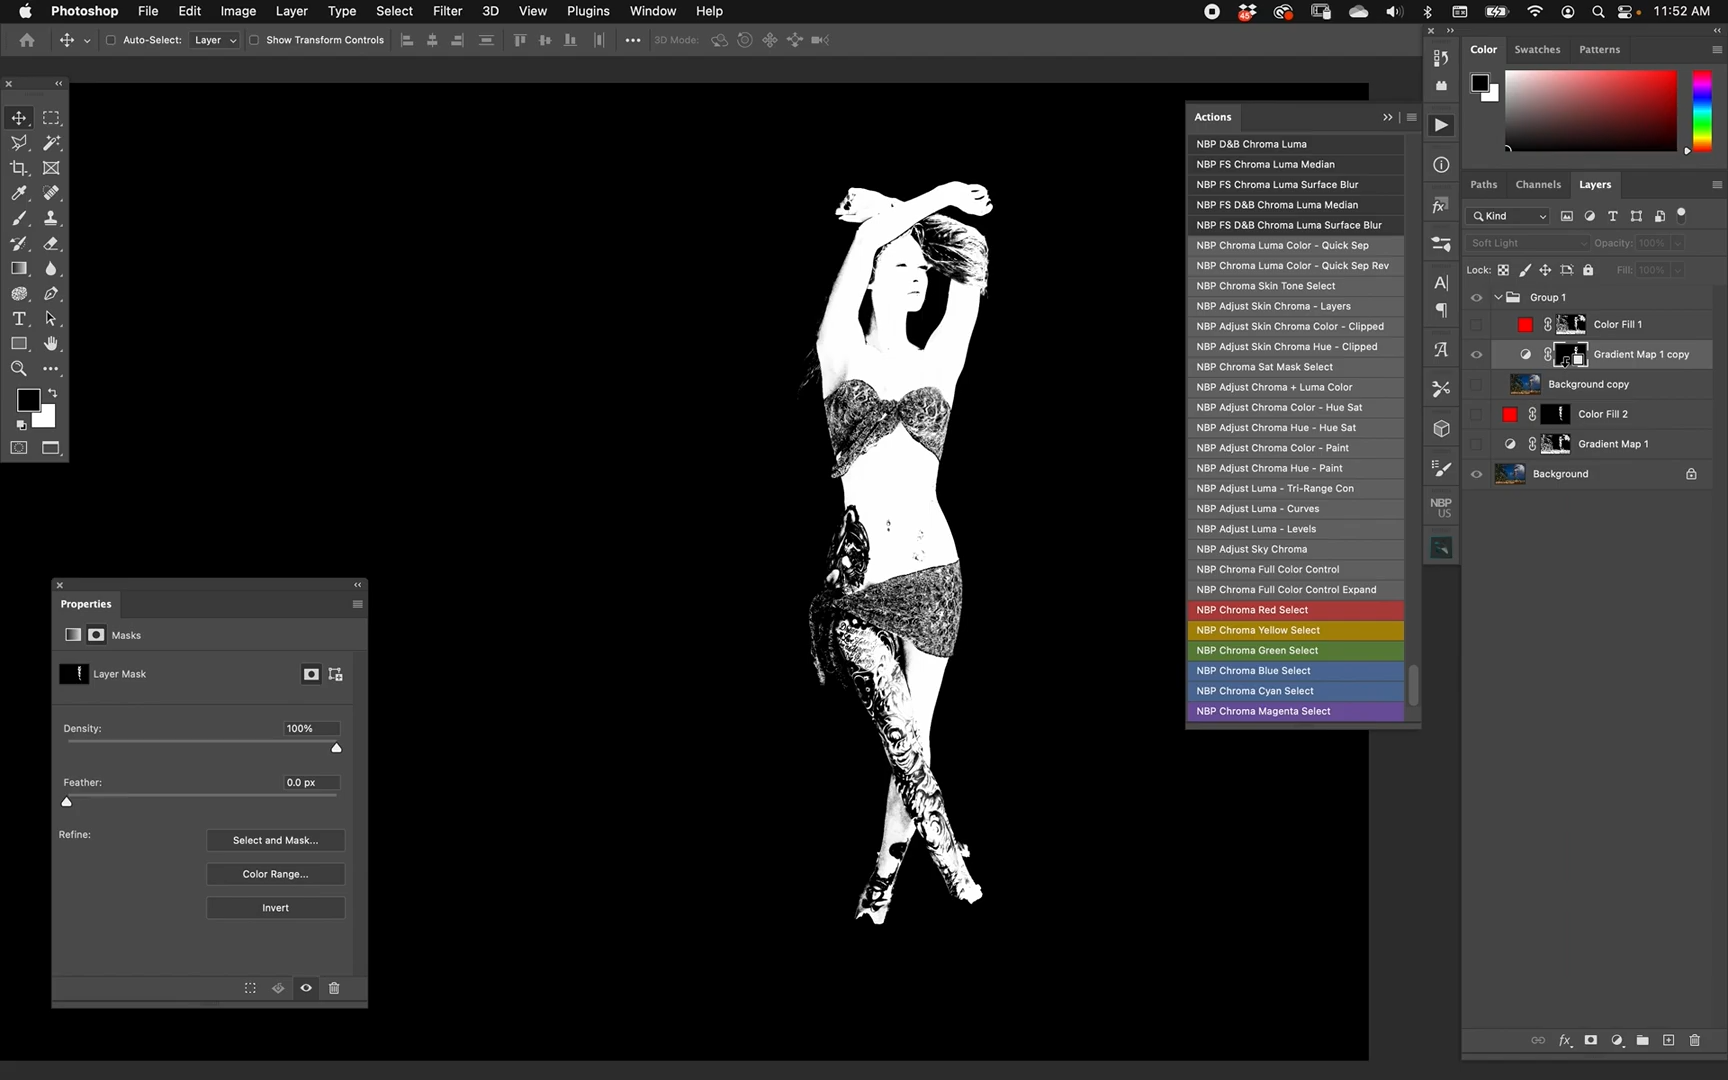 Photoshop File Edit Image Layer Type Select Filter 3D View Plugins Window Help
11:52 AM
Auto-Select: Layer Show Transform Controls 3D Mode:
Actions
NBP D&B Chroma Luma
NBP FS Chroma Luma Median
NBP FS Chroma Luma Surface Blur
NBP FS D&B Chroma Luma Median
NBP FS D&B Chroma Luma Surface Blur
NBP Chroma Luma Color - Quick Sep
NBP Chroma Luma Color - Quick Sep Rev
NBP Chroma Skin Tone Select
NBP Adjust Skin Chroma - Layers
NBP Adjust Skin Chroma Color - Clipped
NBP Adjust Skin Chroma Hue - Clipped
NBP Chroma Sat Mask Select
NBP Adjust Chroma + Luma Color
NBP Adjust Chroma Color - Hue Sat
NBP Adjust Chroma Hue - Hue Sat
NBP Adjust Chroma Color - Paint
NBP Adjust Chroma Hue - Paint
NBP Adjust Luma - Tri-Range Con
NBP Adjust Luma - Curves
NBP Adjust Luma - Levels
NBP Adjust Sky Chroma
NBP Chroma Full Color Control
NBP Chroma Full Color Control Expand
NBP Chroma Red Select
NBP Chroma Yellow Select
NBP Chroma Green Select
NBP Chroma Blue Select
NBP Chroma Cyan Select
NBP Chroma Magenta Select
NBP
US
Color Swatches Patterns
Paths Channels Layers
Kind
Soft Light Opacity: 100%
Lock: Fill: 100%
Group 1
Color Fill 1
Gradient Map 1 copy
Background copy
Color Fill 2
Gradient Map 1
Background
Properties
Masks
Layer Mask
Density: 100%
Feather: 0.0 px
Refine:
Select and Mask...
Color Range...
Invert